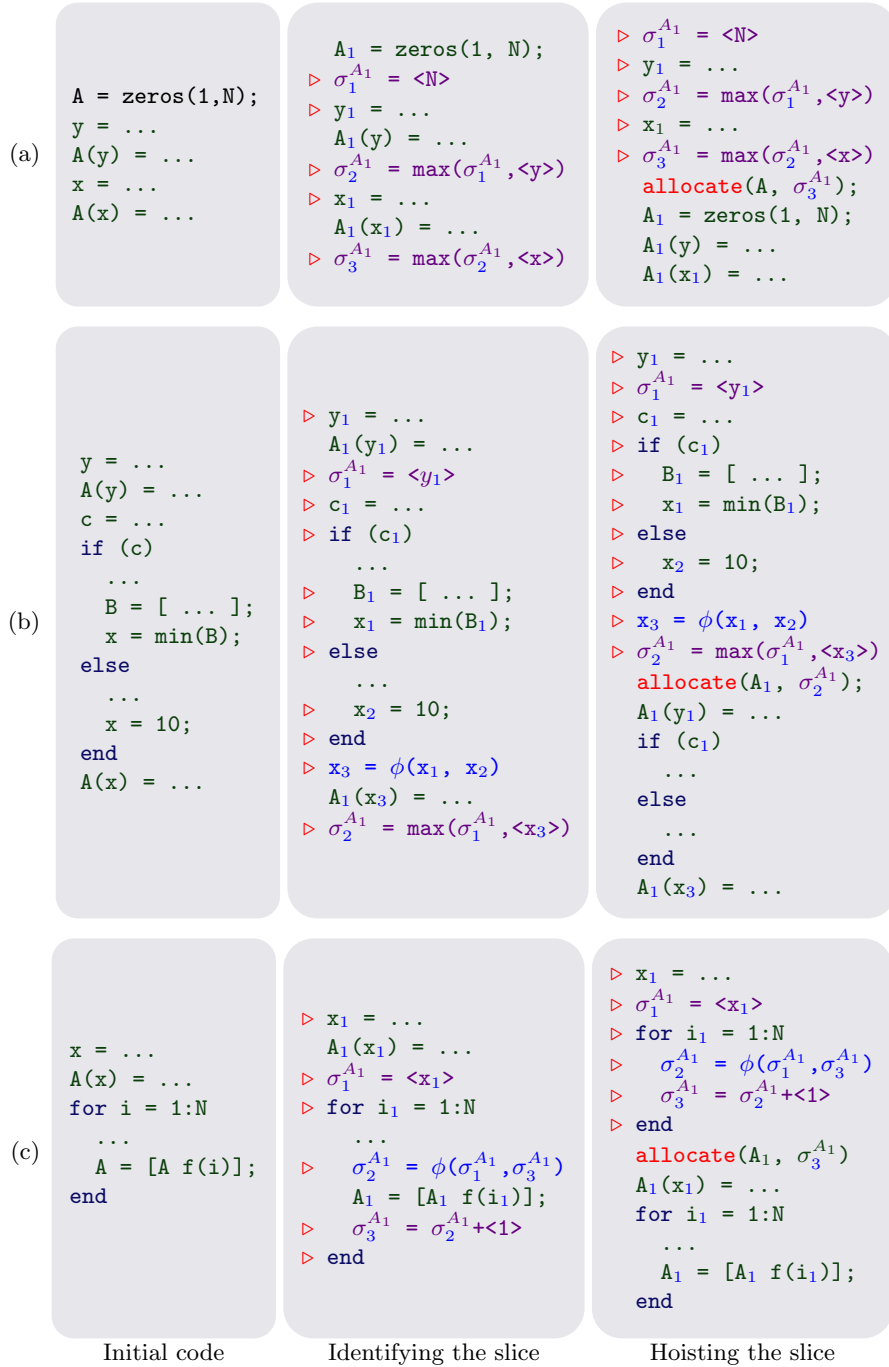 (a)
A = zeros(1,N);
y = ...
A(y) = ...
x = ...
A(x) = ...
A₁ = zeros(1, N);
▷ σ₁^{A₁} = <N>
▷ y₁ = ...
A₁(y) = ...
▷ σ₂^{A₁} = max(σ₁^{A₁},<y>)
▷ x₁ = ...
A₁(x₁) = ...
▷ σ₃^{A₁} = max(σ₂^{A₁},<x>)
▷ σ₁^{A₁} = <N>
▷ y₁ = ...
▷ σ₂^{A₁} = max(σ₁^{A₁},<y>)
▷ x₁ = ...
▷ σ₃^{A₁} = max(σ₂^{A₁},<x>)
allocate(A, σ₃^{A₁});
A₁ = zeros(1, N);
A₁(y) = ...
A₁(x₁) = ...
(b)
y = ...
A(y) = ...
c = ...
if (c)
...
B = [ ... ];
x = min(B);
else
...
x = 10;
end
A(x) = ...
▷ y₁ = ...
A₁(y₁) = ...
▷ σ₁^{A₁} = <y₁>
▷ c₁ = ...
▷ if (c₁)
...
▷ B₁ = [ ... ];
▷ x₁ = min(B₁);
▷ else
...
▷ x₂ = 10;
▷ end
▷ x₃ = φ(x₁, x₂)
A₁(x₃) = ...
▷ σ₂^{A₁} = max(σ₁^{A₁},<x₃>)
▷ y₁ = ...
▷ σ₁^{A₁} = <y₁>
▷ c₁ = ...
▷ if (c₁)
▷ B₁ = [ ... ];
▷ x₁ = min(B₁);
▷ else
▷ x₂ = 10;
▷ end
▷ x₃ = φ(x₁, x₂)
▷ σ₂^{A₁} = max(σ₁^{A₁},<x₃>)
allocate(A₁, σ₂^{A₁});
A₁(y₁) = ...
if (c₁)
...
else
...
end
A₁(x₃) = ...
(c)
x = ...
A(x) = ...
for i = 1:N
...
A = [A f(i)];
end
▷ x₁ = ...
A₁(x₁) = ...
▷ σ₁^{A₁} = <x₁>
▷ for i₁ = 1:N
...
▷ σ₂^{A₁} = φ(σ₁^{A₁},σ₃^{A₁})
A₁ = [A₁ f(i₁)];
▷ σ₃^{A₁} = σ₂^{A₁}+<1>
▷ end
▷ x₁ = ...
▷ σ₁^{A₁} = <x₁>
▷ for i₁ = 1:N
▷ σ₂^{A₁} = φ(σ₁^{A₁},σ₃^{A₁})
▷ σ₃^{A₁} = σ₂^{A₁}+<1>
▷ end
allocate(A₁, σ₃^{A₁})
A₁(x₁) = ...
for i₁ = 1:N
...
A₁ = [A₁ f(i₁)];
end
Initial code
Identifying the slice
Hoisting the slice